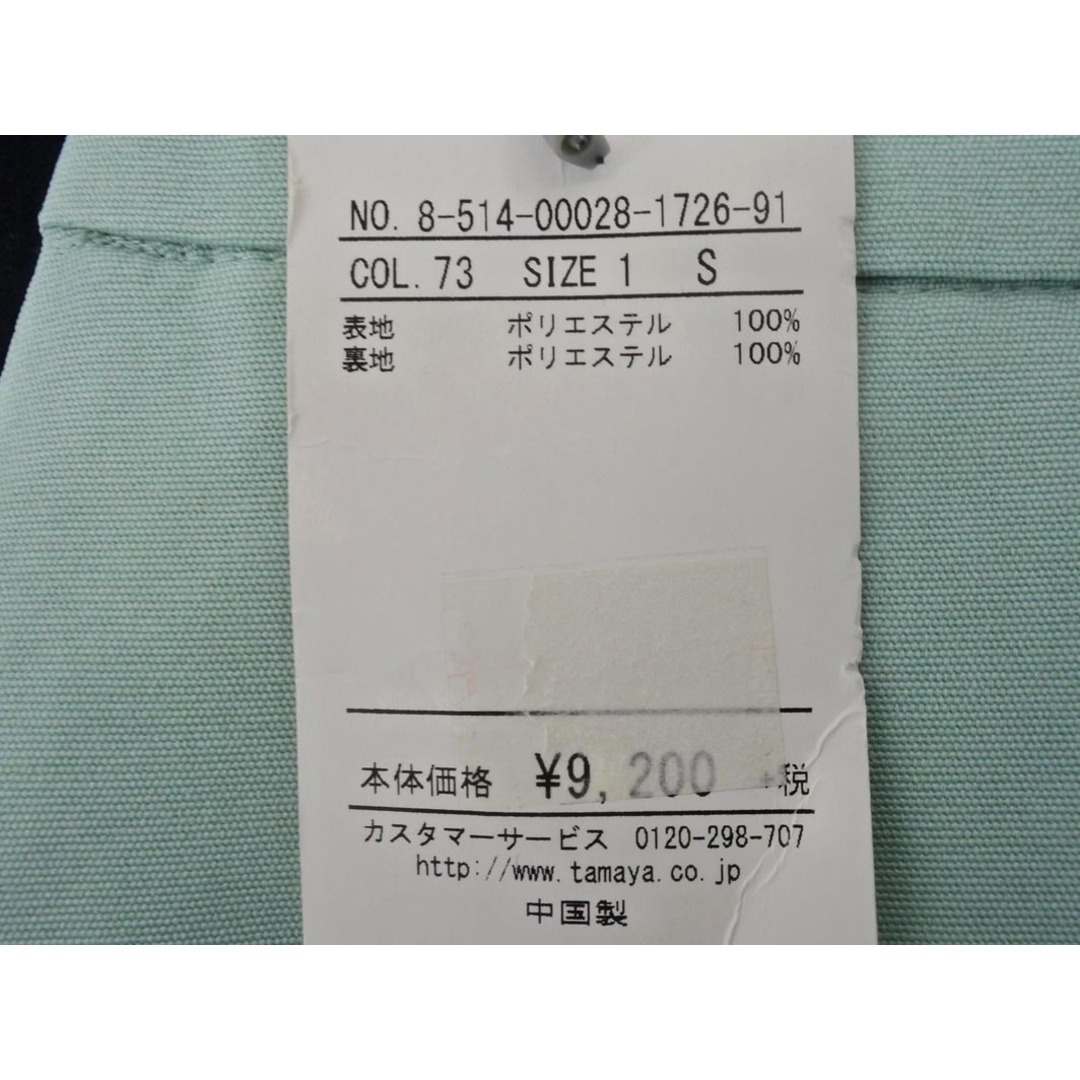 NO. 8-514-00028-1726-91
COL. 73 SIZE 1 S
表地 ポリエステル 100%
裏地 ポリエステル 100%
本体価格 ¥9,200 +税
カスタマーサービス 0120-298-707
http://www.tamaya.co.jp
中国製